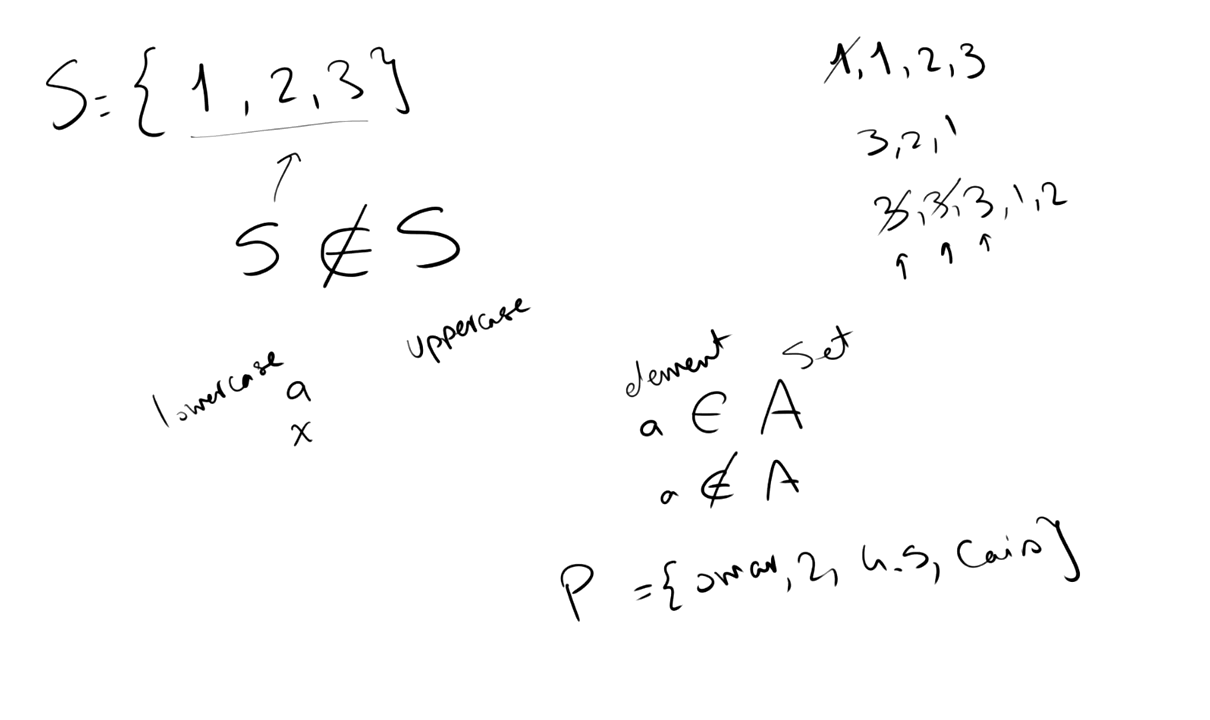 S={ 1, 2, 3 }
S ∉ S
lowercase
uppercase
a
x
1, 1, 2, 3
3, 2, 1
3, 3, 3, 1, 2
element Set
a ∈ A
a ∉ A
P = { omar, 2, 4.5, Cairo }